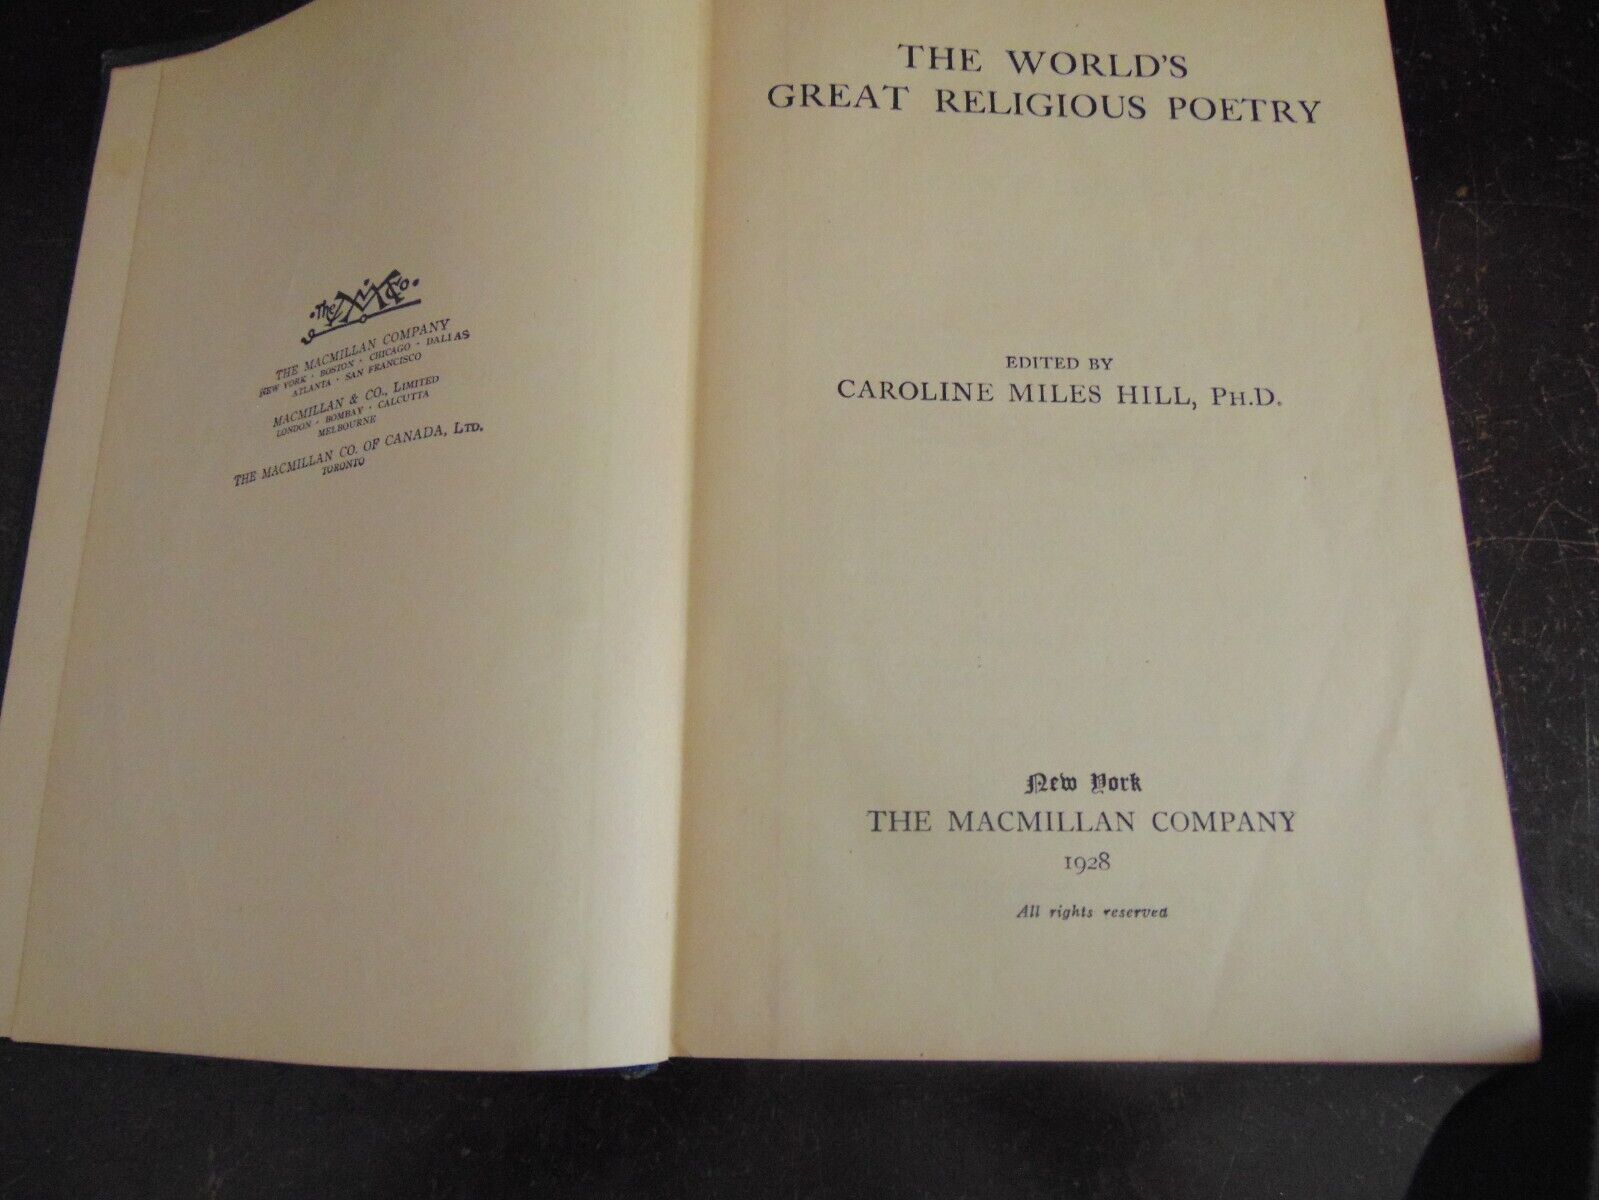 The M Co.
THE MACMILLAN COMPANY
NEW YORK · BOSTON · CHICAGO · DALLAS
ATLANTA · SAN FRANCISCO
MACMILLAN & CO., LIMITED
LONDON · BOMBAY · CALCUTTA
MELBOURNE
THE MACMILLAN CO. OF CANADA, LTD.
TORONTO
THE WORLD'S
GREAT RELIGIOUS POETRY
EDITED BY
CAROLINE MILES HILL, PH.D.
New York
THE MACMILLAN COMPANY
1928
All rights reserved